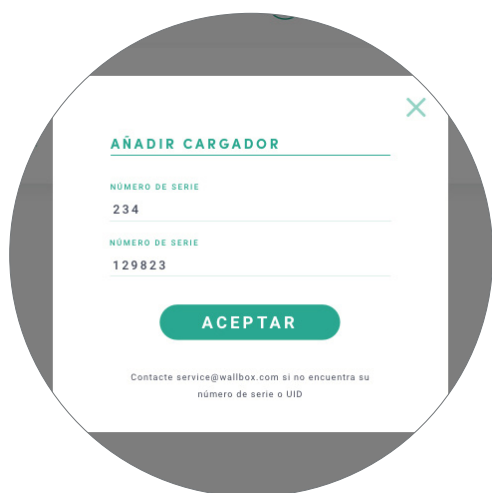 AÑADIR CARGADOR
NÚMERO DE SERIE
234
NÚMERO DE SERIE
129823
ACEPTAR
Contacte service@wallbox.com si no encuentra su
número de serie o UID